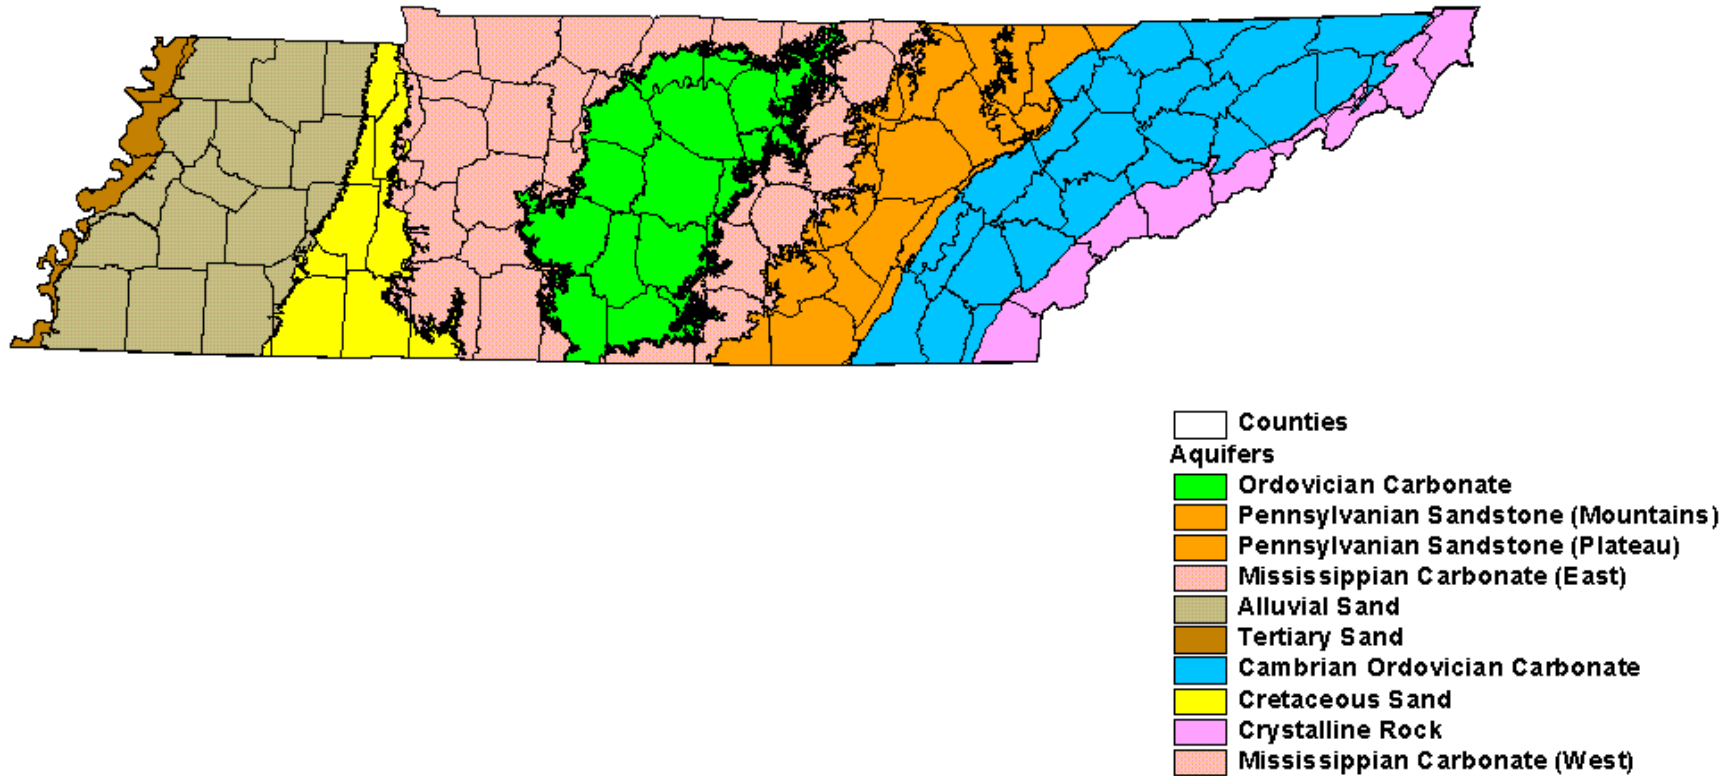 Counties
Aquifers
Ordovician Carbonate
Pennsylvanian Sandstone (Mountains)
Pennsylvanian Sandstone (Plateau)
Mississippian Carbonate (East)
Alluvial Sand
Tertiary Sand
Cambrian Ordovician Carbonate
Cretaceous Sand
Crystalline Rock
Mississippian Carbonate (West)